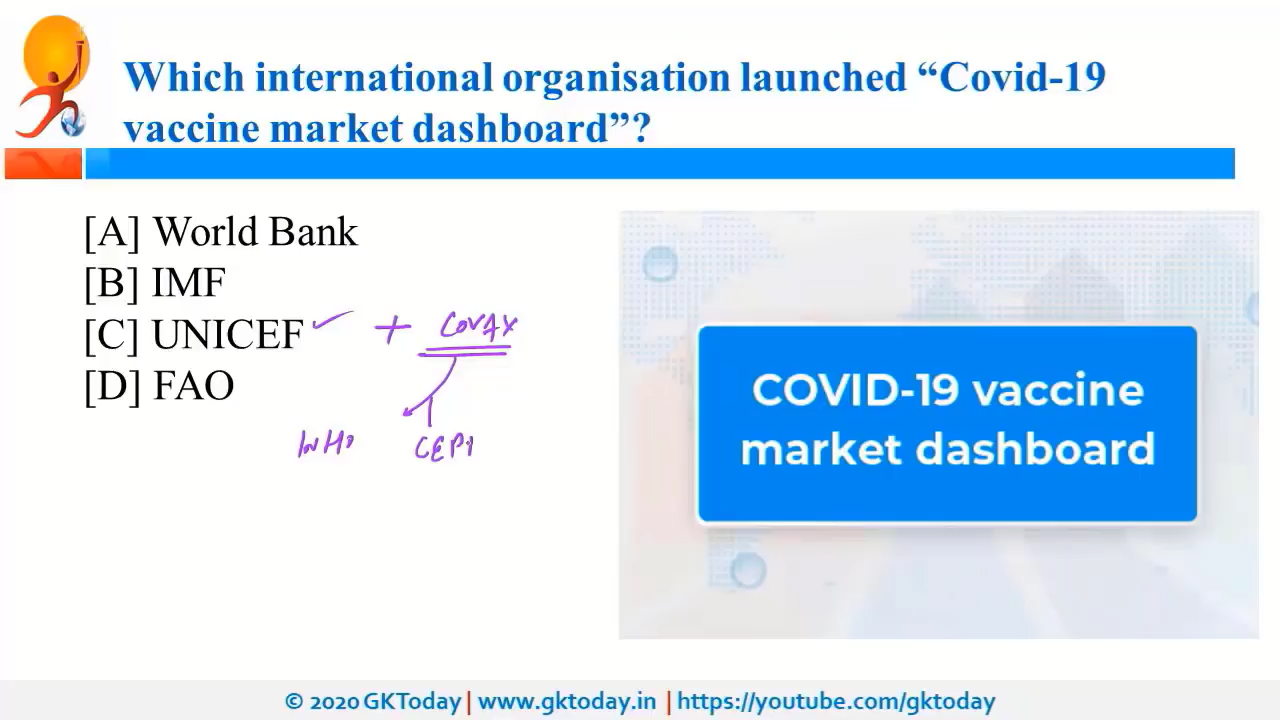 Which international organisation launched “Covid-19
vaccine market dashboard”?
[A] World Bank
[B] IMF
[C] UNICEF + COVAX
[D] FAO
WHO CEPI
COVID-19 vaccine
market dashboard
© 2020 GKToday | www.gktoday.in | https://youtube.com/gktoday